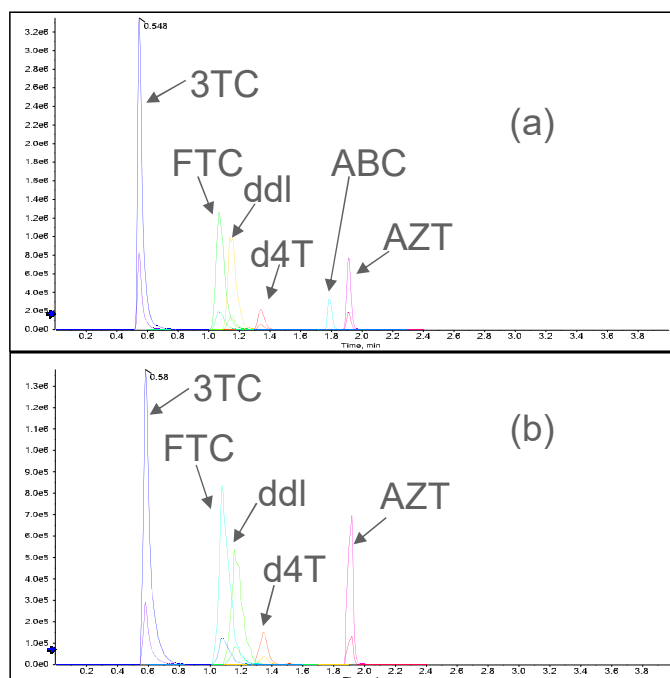 3.2e6
0.548
3.0e6
2.8e6
2.6e6
3TC
2.4e6
2.2e6
(a)
2.0e6
1.8e6
FTC
ABC
1.6e6
ddI
1.4e6
1.2e6
AZT
1.0e6
d4T
8.0e5
6.0e5
4.0e5
2.0e5
0.0e0
0.2 0.4 0.6 0.8 1.0 1.2 1.4 1.6 1.8 2.0 2.2 2.4 2.6 2.8 3.0 3.2 3.4 3.6 3.8
Time, min
0.58
1.3e6
3TC
1.2e6
1.1e6
(b)
1.0e6
FTC
9.0e5
ddI
AZT
8.0e5
7.0e5
6.0e5
d4T
5.0e5
4.0e5
3.0e5
2.0e5
1.0e5
0.0e0
0.2 0.4 0.6 0.8 1.0 1.2 1.4 1.6 1.8 2.0 2.2 2.4 2.6 2.8 3.0 3.2 3.4 3.6 3.8